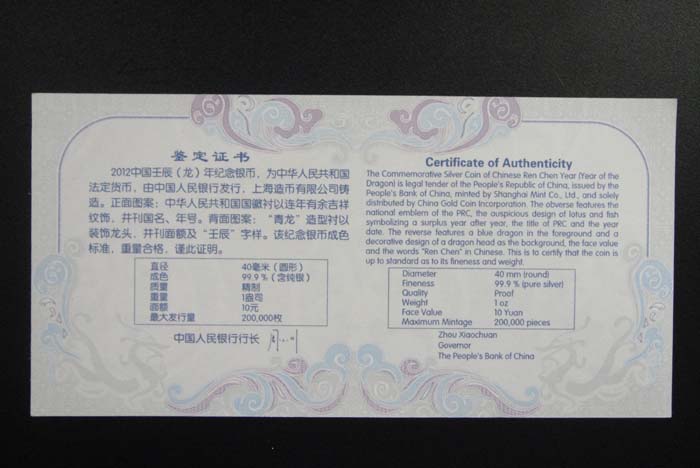 鉴定证书
2012中国壬辰（龙）年纪念银币，为中华人民共和国
法定货币，由中国人民银行发行，上海造币有限公司铸
造。正面图案：中华人民共和国国徽衬以连年有余吉祥
纹饰，并刊国名、年号。背面图案：“青龙”造型衬以
装饰龙头，并刊面额及“壬辰”字样。该纪念银币成色
标准，重量合格，谨此证明。
直径 40毫米（圆形）
成色 99.9%（含纯银）
质量 精制
重量 1盎司
面额 10元
最大发行量 200,000枚
中国人民银行行长
Certificate of Authenticity
The Commemorative Silver Coin of Chinese Ren Chen Year (Year of the
Dragon) is legal tender of the People's Republic of China, issued by the
People's Bank of China, minted by Shanghai Mint Co., Ltd., and solely
distributed by China Gold Coin Incorporation. The obverse features the
national emblem of the PRC, the auspicious design of lotus and fish
symbolizing a surplus year after year, the title of PRC and the year
date. The reverse features a blue dragon in the foreground and a
decorative design of a dragon head as the background, the face value
and the words "Ren Chen" in Chinese. This is to certify that the coin is
up to standard as to its fineness and weight.
Diameter 40 mm (round)
Fineness 99.9 % (pure silver)
Quality Proof
Weight 1 oz
Face Value 10 Yuan
Maximum Mintage 200,000 pieces
Zhou Xiaochuan
Governor
The People's Bank of China